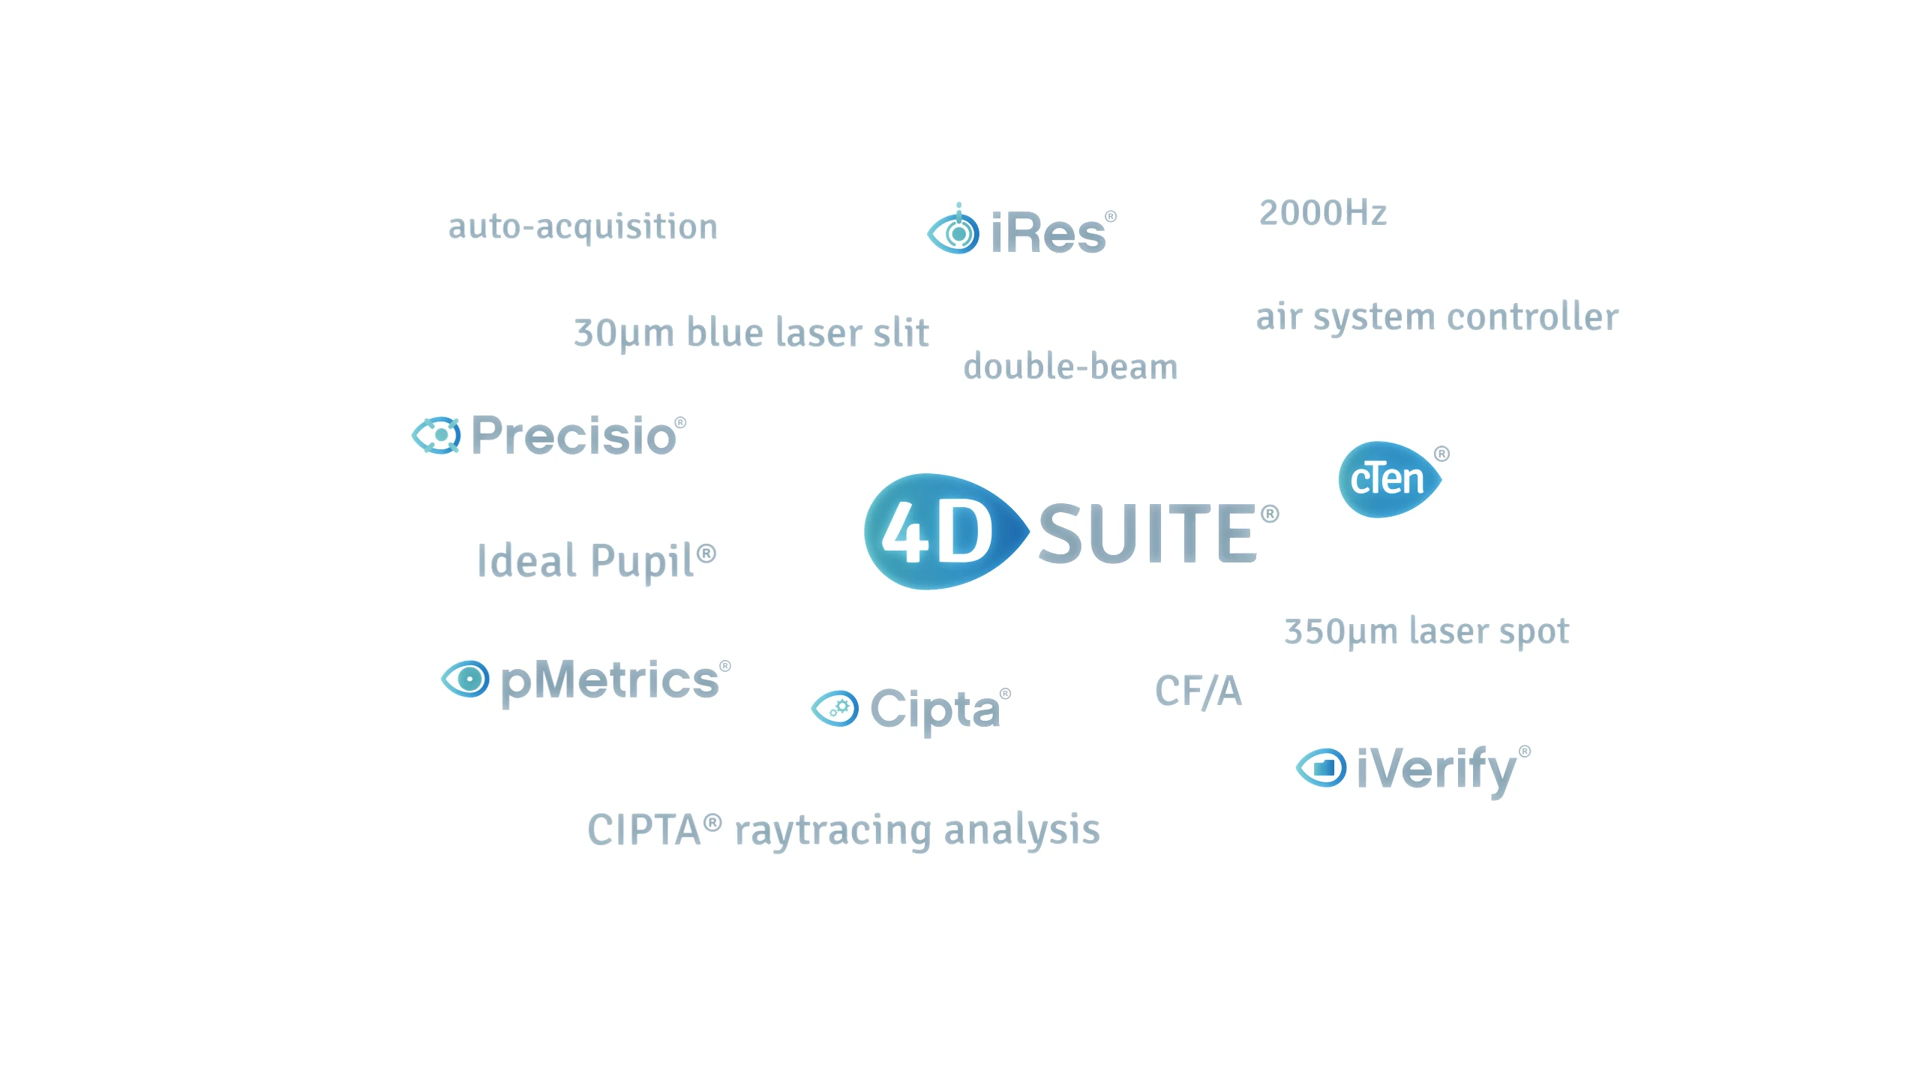 auto-acquisition
iRes®
2000Hz
30µm blue laser slit
air system controller
double-beam
Precisio®
cTen®
4D SUITE®
Ideal Pupil®
350µm laser spot
pMetrics®
Cipta®
CF/A
iVerify®
CIPTA® raytracing analysis